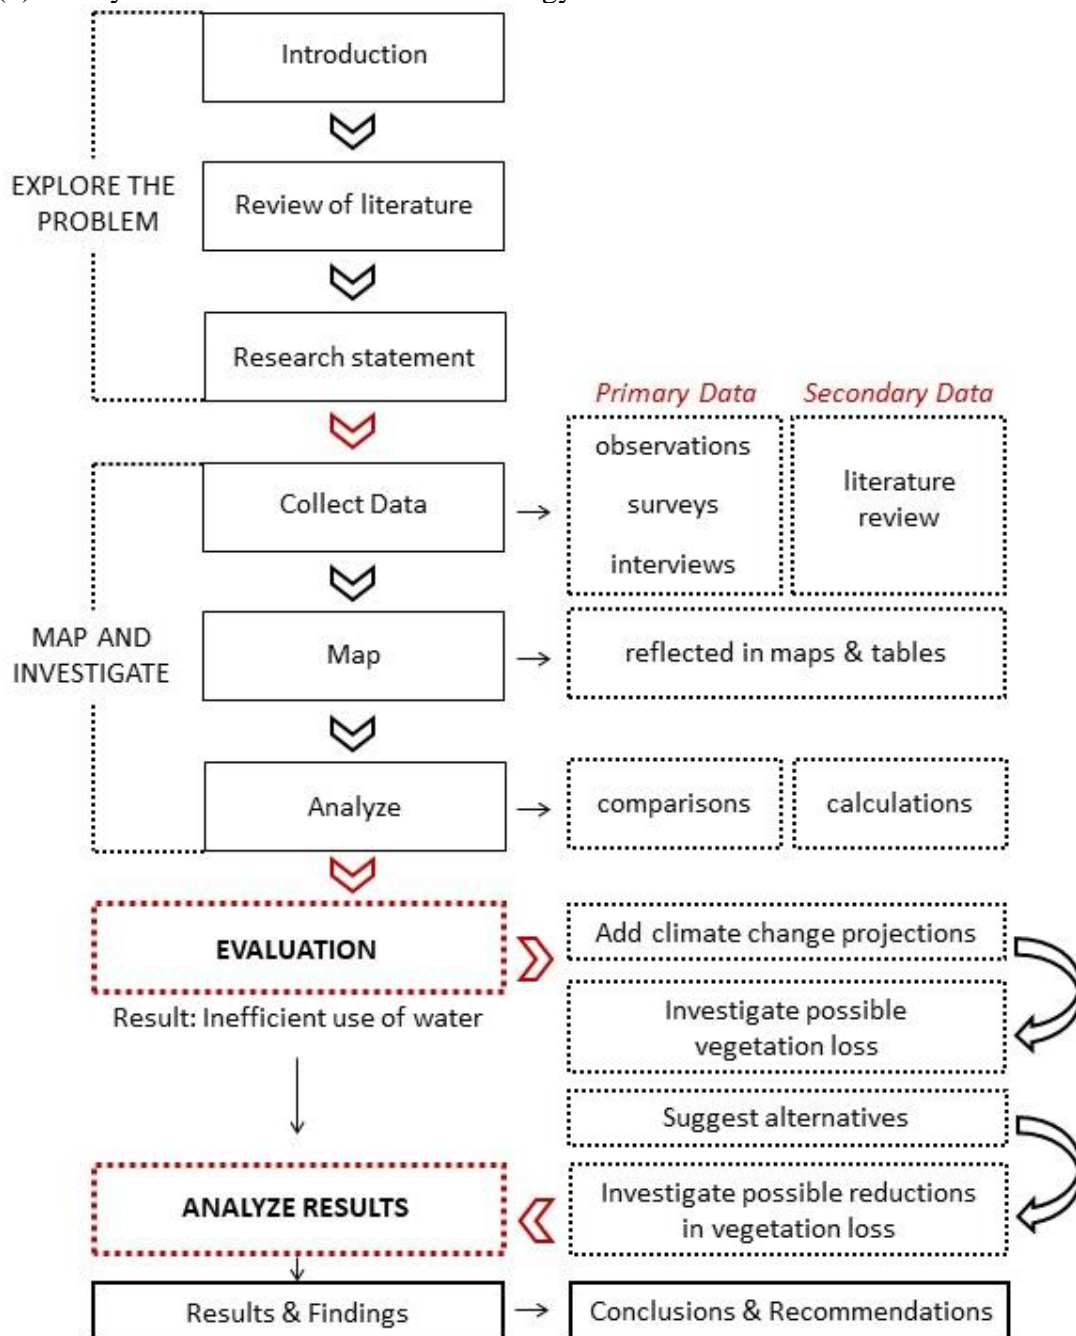 Introduction
EXPLORE THE
PROBLEM
Review of literature
Research statement
Primary Data
Secondary Data
Collect Data
observations
surveys
interviews
literature
review
MAP AND
INVESTIGATE
Map
reflected in maps & tables
Analyze
comparisons
calculations
EVALUATION
Result: Inefficient use of water
Add climate change projections
Investigate possible
vegetation loss
Suggest alternatives
Investigate possible reductions
in vegetation loss
ANALYZE RESULTS
Results & Findings
Conclusions & Recommendations